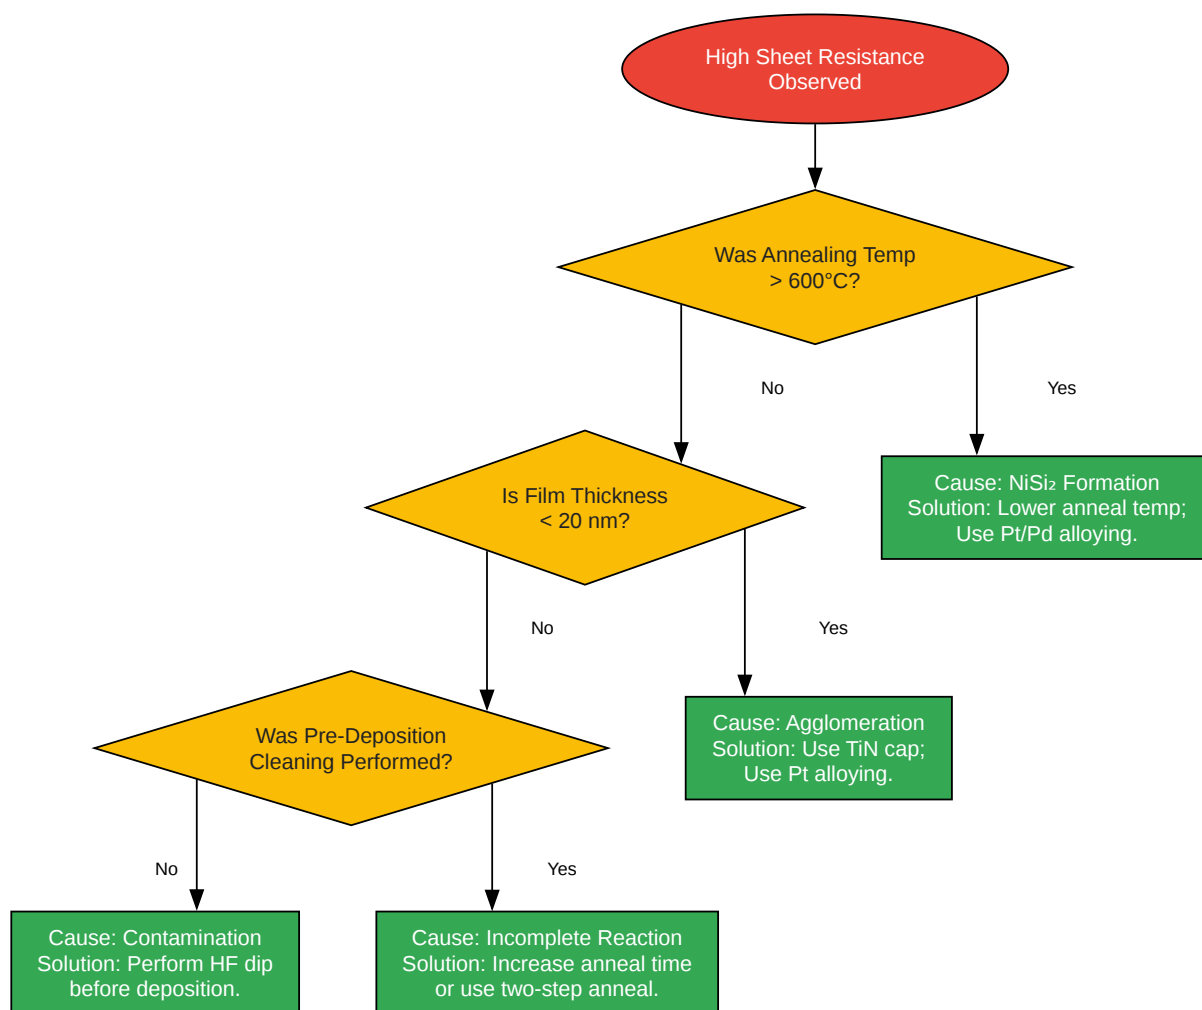 High Sheet Resistance
Observed
Was Annealing Temp
> 600°C?
No
Yes
Is Film Thickness
< 20 nm?
Cause: NiSi₂ Formation
Solution: Lower anneal temp;
Use Pt/Pd alloying.
No
Yes
Was Pre-Deposition
Cleaning Performed?
Cause: Agglomeration
Solution: Use TiN cap;
Use Pt alloying.
No
Yes
Cause: Contamination
Solution: Perform HF dip
before deposition.
Cause: Incomplete Reaction
Solution: Increase anneal time
or use two-step anneal.